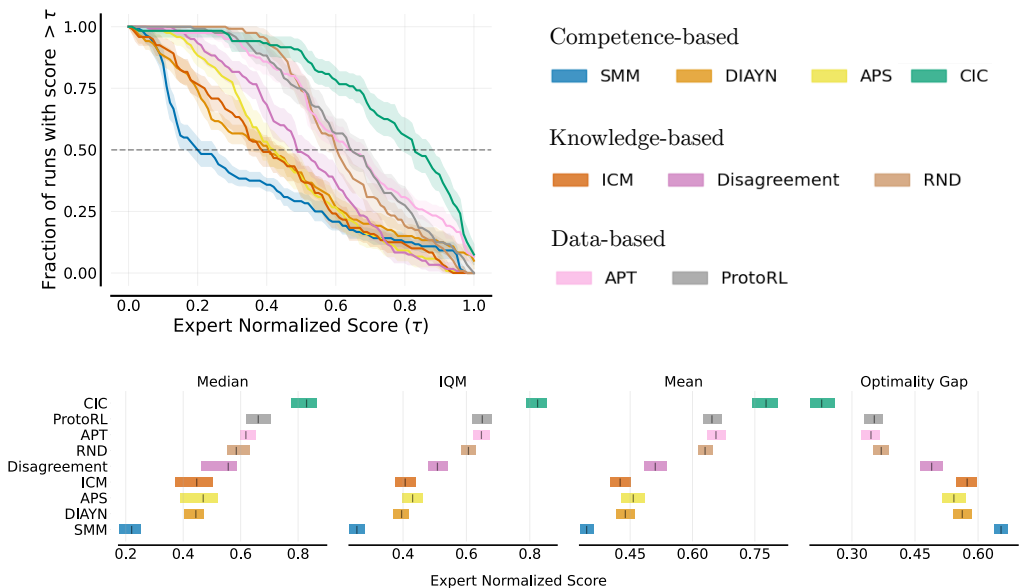 Fraction of runs with score > τ
1.00
0.75
0.50
0.25
0.00
0.0 0.2 0.4 0.6 0.8 1.0
Expert Normalized Score (τ)
Competence-based
SMM DIAYN APS CIC
Knowledge-based
ICM Disagreement RND
Data-based
APT ProtoRL
Median IQM Mean Optimality Gap
CIC
ProtoRL
APT
RND
Disagreement
ICM
APS
DIAYN
SMM
0.2 0.4 0.6 0.8 0.4 0.6 0.8 0.45 0.60 0.75 0.30 0.45 0.60
Expert Normalized Score